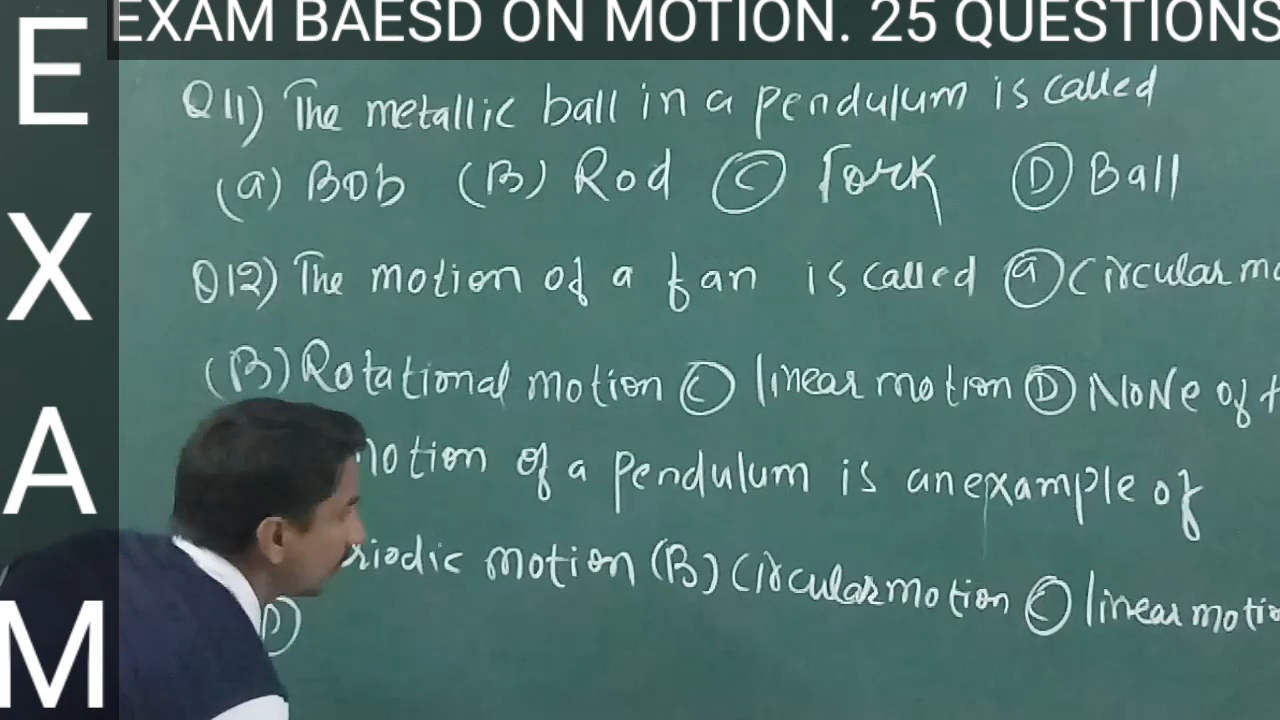 EXAM BAESD ON MOTION. 25 QUESTIONS
EXAM
Q11) The metallic ball in a pendulum is called
(a) Bob (B) Rod (C) Fork (D) Ball
Q12) The motion of a fan is called (a) Circular mo
(B) Rotational motion (C) linear motion (D) NoNe of t
motion of a pendulum is an example of
riodic motion (B) Circular motion (C) linear motio
D)